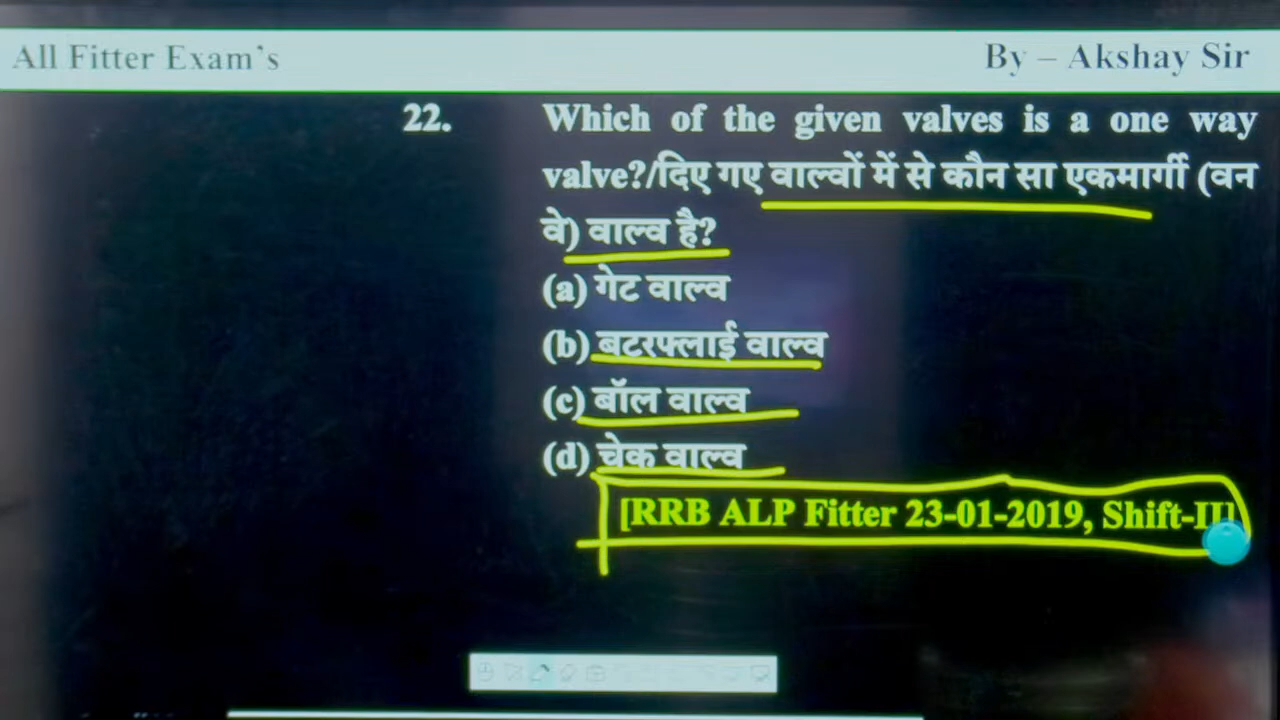 All Fitter Exam's
By – Akshay Sir
22. Which of the given valves is a one way
valve?/दिए गए वाल्वों में से कौन सा एकमार्गी (वन
वे) वाल्व है?
(a) गेट वाल्व
(b) बटरफ्लाई वाल्व
(c) बॉल वाल्व
(d) चेक वाल्व
[RRB ALP Fitter 23-01-2019, Shift-II]